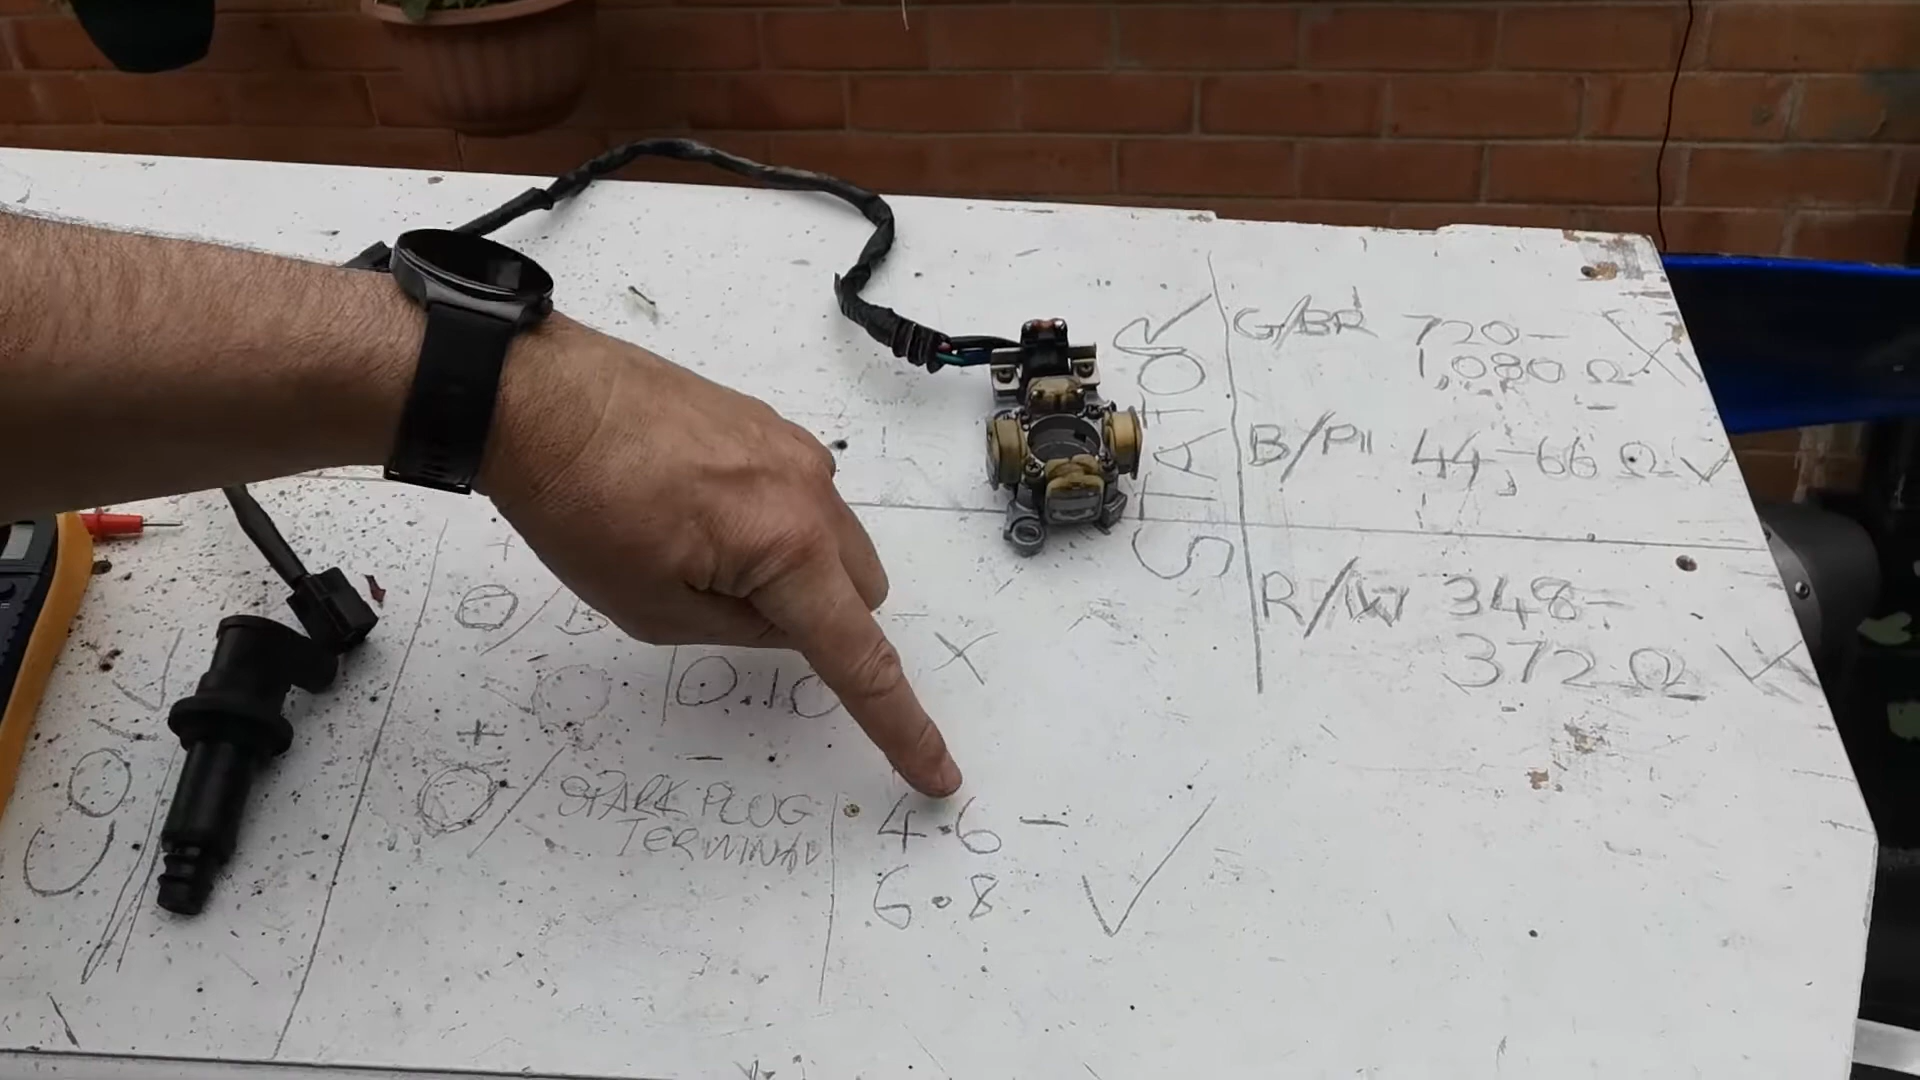 STATOR
G/BR 720-
1,080 Ω X
B/PI 44-66 Ω √
R/W 348-
372 Ω √
COIL
+
O/B - X
0.10
+ -
O/SPARK PLUG
TERMINAL
4.6 -
6.8 √